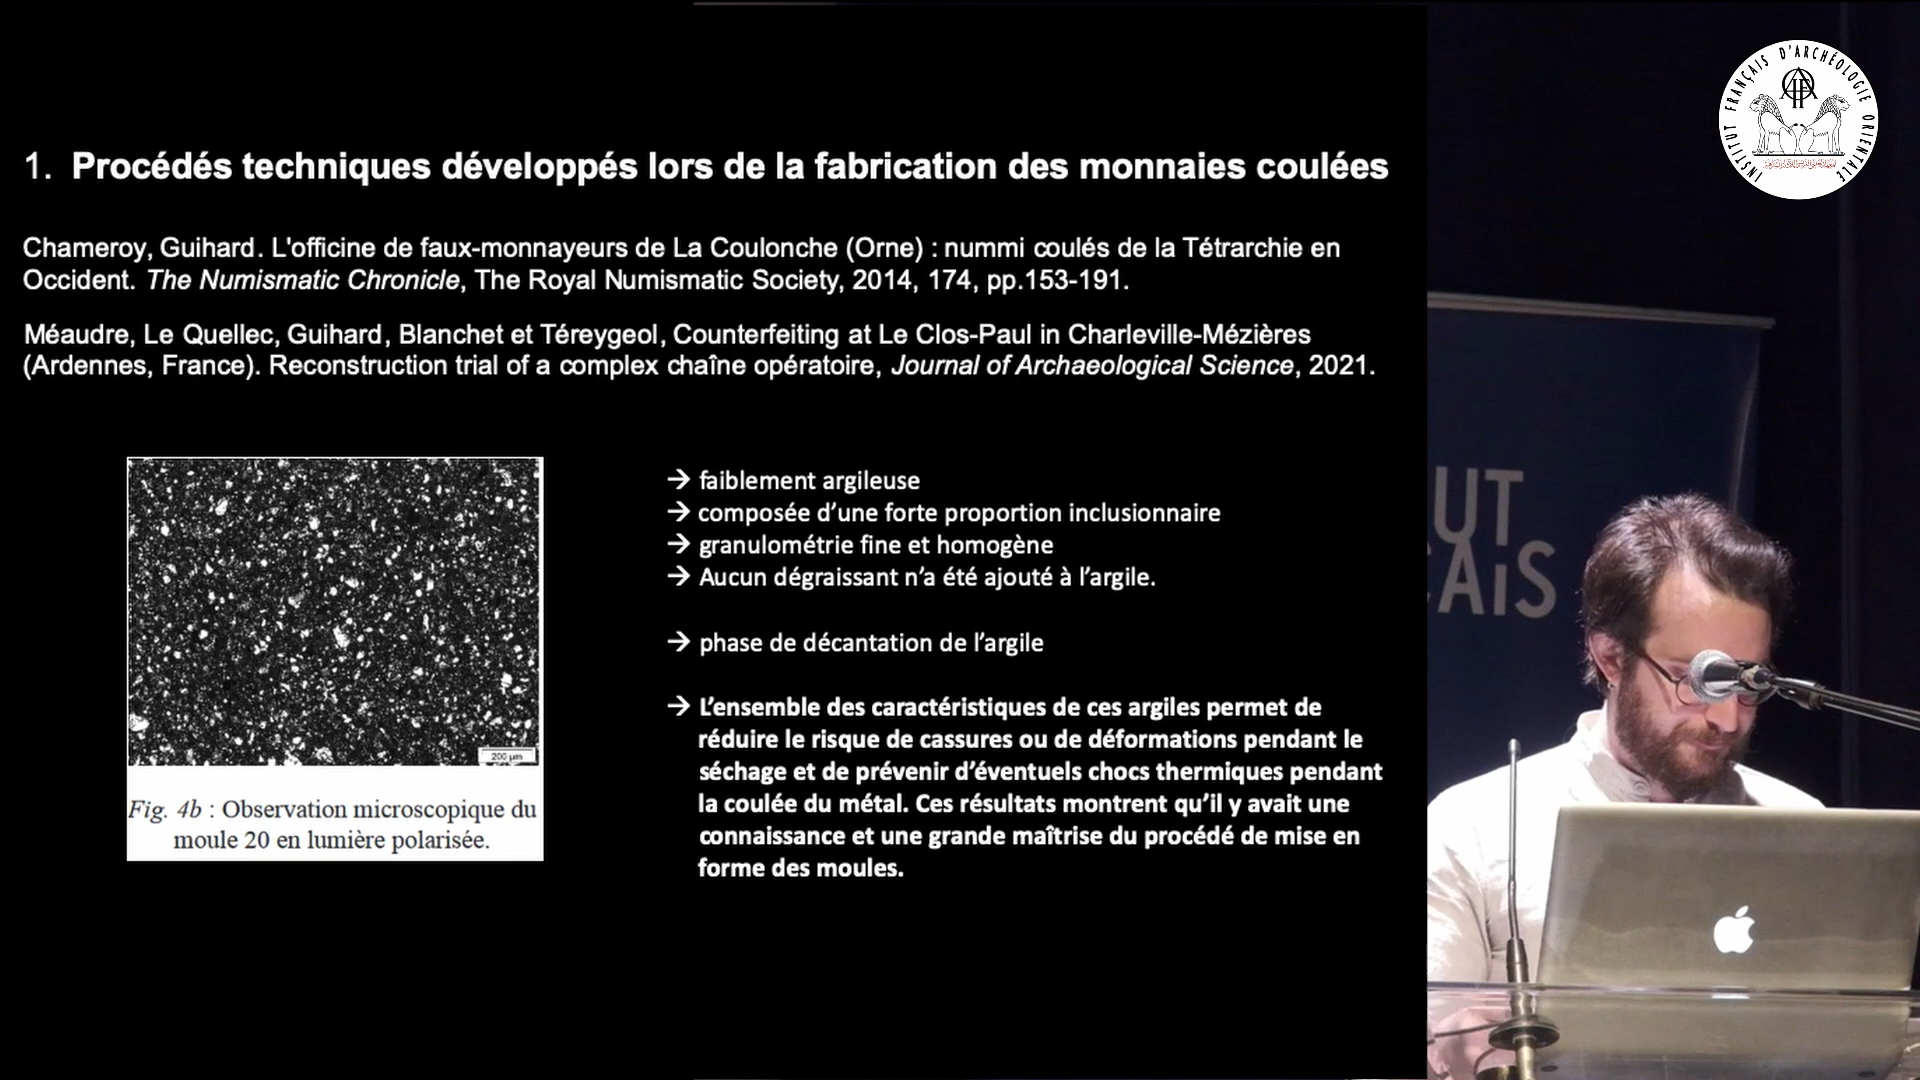 INSTITUT FRANÇAIS D'ARCHÉOLOGIE ORIENTALE
1. Procédés techniques développés lors de la fabrication des monnaies coulées
Chameroy, Guihard. L'officine de faux-monnayeurs de La Coulonche (Orne) : nummi coulés de la Tétrarchie en
Occident. The Numismatic Chronicle, The Royal Numismatic Society, 2014, 174, pp.153-191.
Méaudre, Le Quellec, Guihard, Blanchet et Téreygeol, Counterfeiting at Le Clos-Paul in Charleville-Mézières
(Ardennes, France). Reconstruction trial of a complex chaîne opératoire, Journal of Archaeological Science, 2021.
→ faiblement argileuse
→ composée d’une forte proportion inclusionnaire
→ granulométrie fine et homogène
→ Aucun dégraissant n’a été ajouté à l’argile.
→ phase de décantation de l’argile
→ L’ensemble des caractéristiques de ces argiles permet de
réduire le risque de cassures ou de déformations pendant le
séchage et de prévenir d’éventuels chocs thermiques pendant
la coulée du métal. Ces résultats montrent qu’il y avait une
connaissance et une grande maîtrise du procédé de mise en
forme des moules.
200 µm
Fig. 4b : Observation microscopique du
moule 20 en lumière polarisée.
UT
ÇAIS